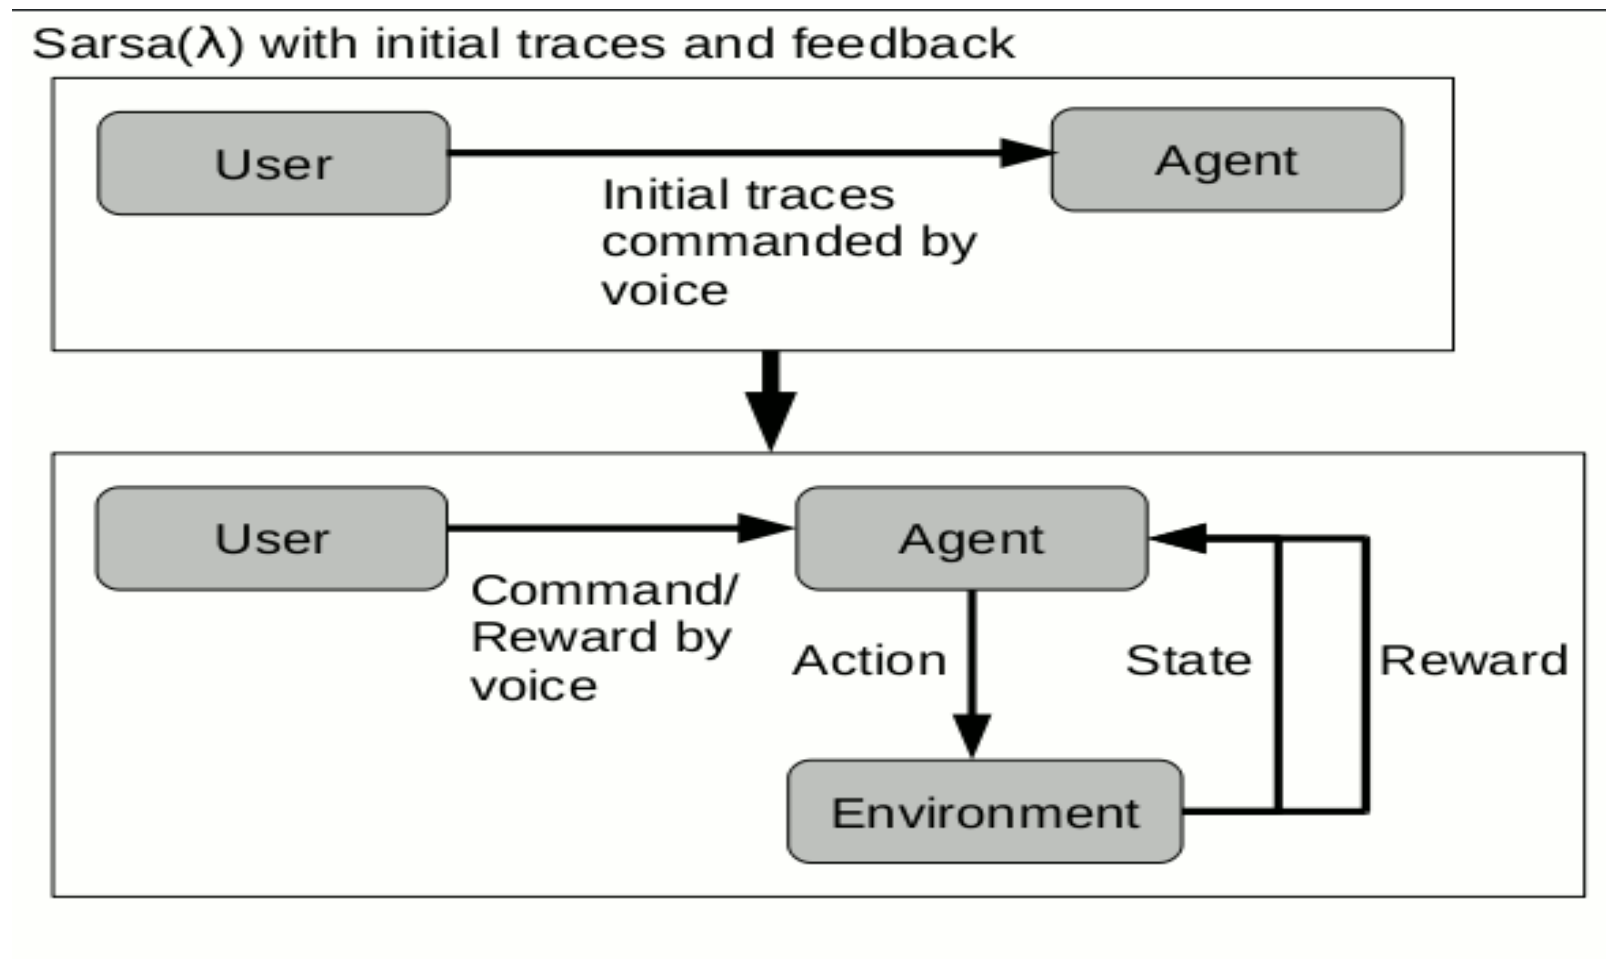 Sarsa(λ) with initial traces and feedback
User
Agent
Initial traces
commanded by
voice
User
Agent
Command/
Reward by
voice
Action
State
Reward
Environment